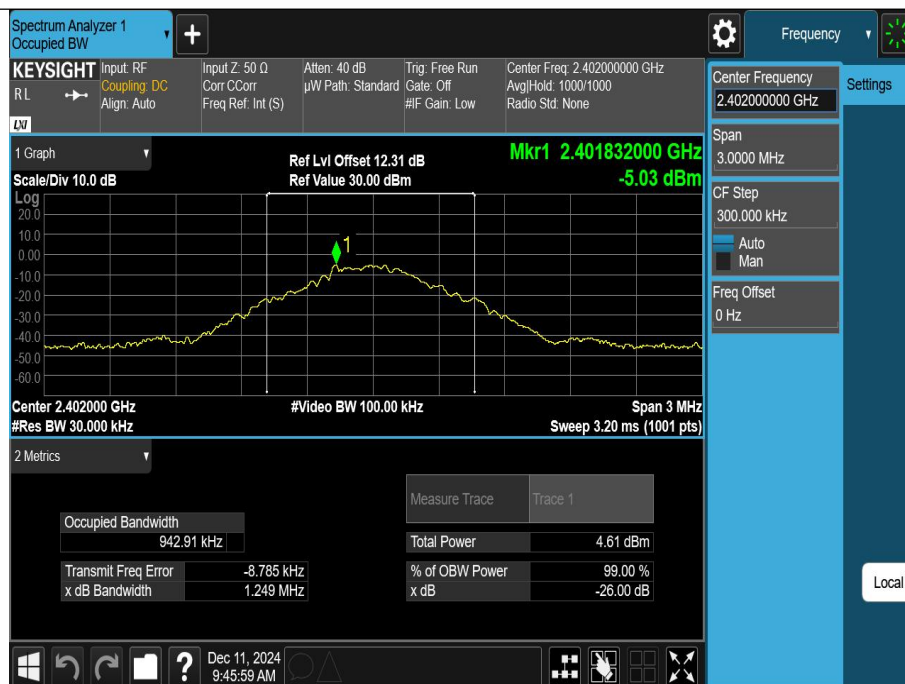 Spectrum Analyzer 1
Occupied BW
+
Frequency
KEYSIGHT
RL
LXI
Input: RF
Coupling: DC
Align: Auto
Input Z: 50 Ω
Corr CCorr
Freq Ref: Int (S)
Atten: 40 dB
µW Path: Standard
Trig: Free Run
Gate: Off
#IF Gain: Low
Center Freq: 2.402000000 GHz
Avg|Hold: 1000/1000
Radio Std: None
Center Frequency
2.402000000 GHz
Settings
Span
3.0000 MHz
CF Step
300.000 kHz
Auto
Man
Freq Offset
0 Hz
Local
1 Graph
Scale/Div 10.0 dB
Ref Lvl Offset 12.31 dB
Ref Value 30.00 dBm
Mkr1 2.401832000 GHz
-5.03 dBm
Log
20.0
10.0
0.00
-10.0
-20.0
-30.0
-40.0
-50.0
-60.0
1
Center 2.402000 GHz
#Video BW 100.00 kHz
Span 3 MHz
#Res BW 30.000 kHz
Sweep 3.20 ms (1001 pts)
2 Metrics
Measure Trace
Trace 1
Occupied Bandwidth
942.91 kHz
Total Power
4.61 dBm
Transmit Freq Error
-8.785 kHz
% of OBW Power
99.00 %
x dB Bandwidth
1.249 MHz
x dB
-26.00 dB
?
Dec 11, 2024
9:45:59 AM